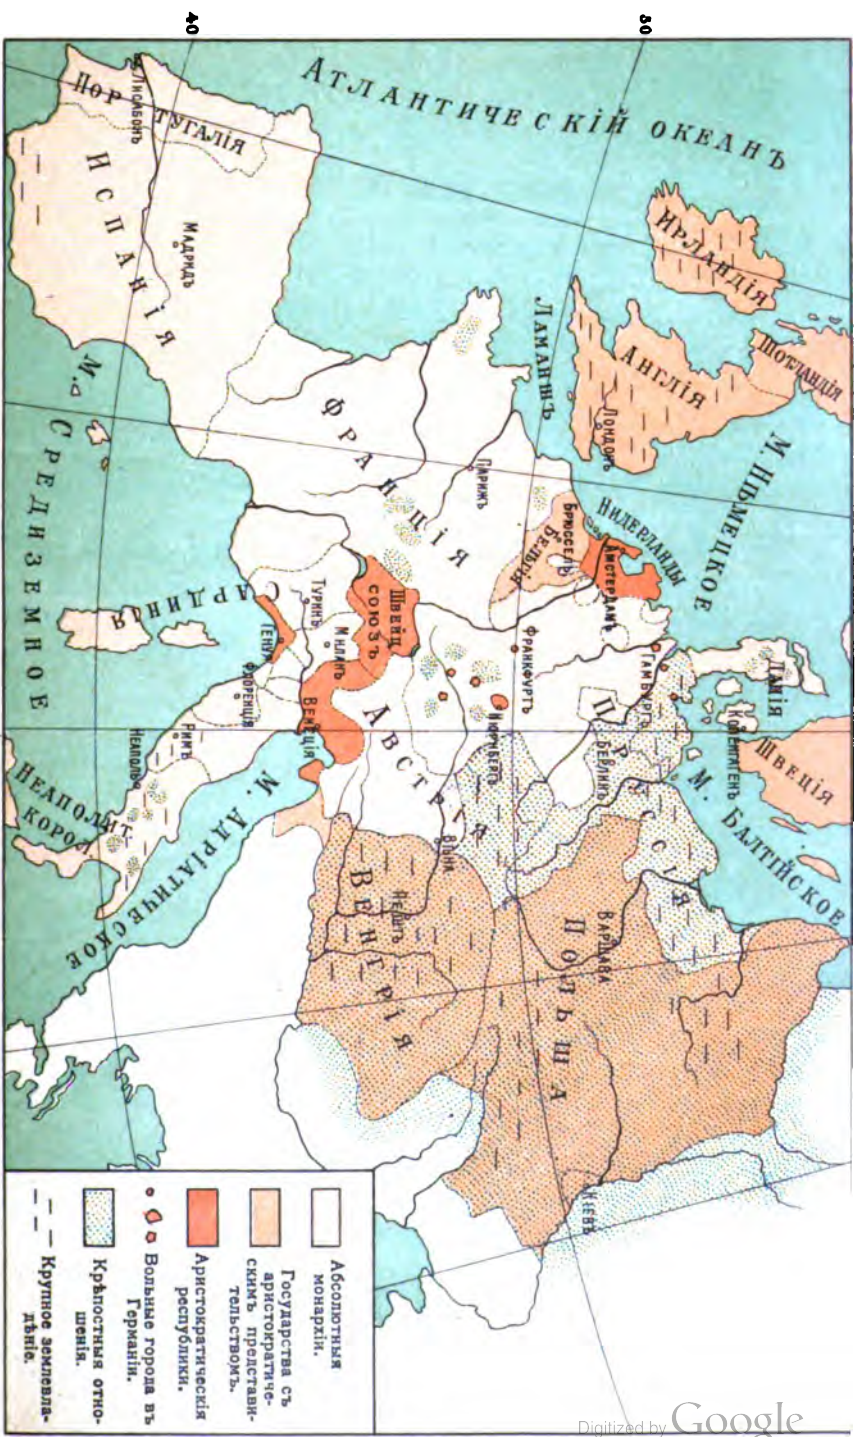 40
50
АТЛАНТИЧЕСКІЙ ОКЕАНЪ
ИРЛАНДІЯ
ШОТЛАНДІЯ
АНГЛІЯ
ЛОНДОНЪ
ЛАМАНШЪ
М. НѢМЕЦКОЕ
НИДЕРЛАНДЫ
АМСТЕРДАМЪ
БРЮССЕЛЬ
БЕЛЬГІЯ
ПОРТУГАЛІЯ
ЛИССАБОНЪ
ИСПАНІЯ
МАДРИДЪ
ФРАНЦІЯ
ПАРИЖЪ
ШВЕЙЦ.
СОЮЗЪ
ТУРИНЪ
МИЛАНЪ
ГЕНУЯ
САРДИНІЯ
ФЛОРЕНЦІЯ
ВЕНЕЦІЯ
РИМЪ
НЕАПОЛЬ
НЕАПОЛИТ.
КОРОЛ.
М. СРЕДИЗЕМНОЕ
М. АДРІАТИЧЕСКОЕ
ДАНІЯ
КОПЕНГАГЕНЪ
ШВЕЦІЯ
М. БАЛТІЙСКОЕ
ГАМБУРГЪ
ФРАНКФУРТЪ
НЮРНБЕРГЪ
БЕРЛИНЪ
ПРУССІЯ
АВСТРІЯ
ВѢНА
ВЕНГРІЯ
ПЕШТЪ
ПОЛЬША
ВАРШАВА
КІЕВЪ
Абсолютныя
монархіи.
Государства съ
аристократиче-
скимъ представи-
тельствомъ.
Аристократическія
республики.
Вольные города въ
Германіи.
Крѣпостныя отно-
шенія.
Крупное землевла-
дѣніе.
Digitized by Google